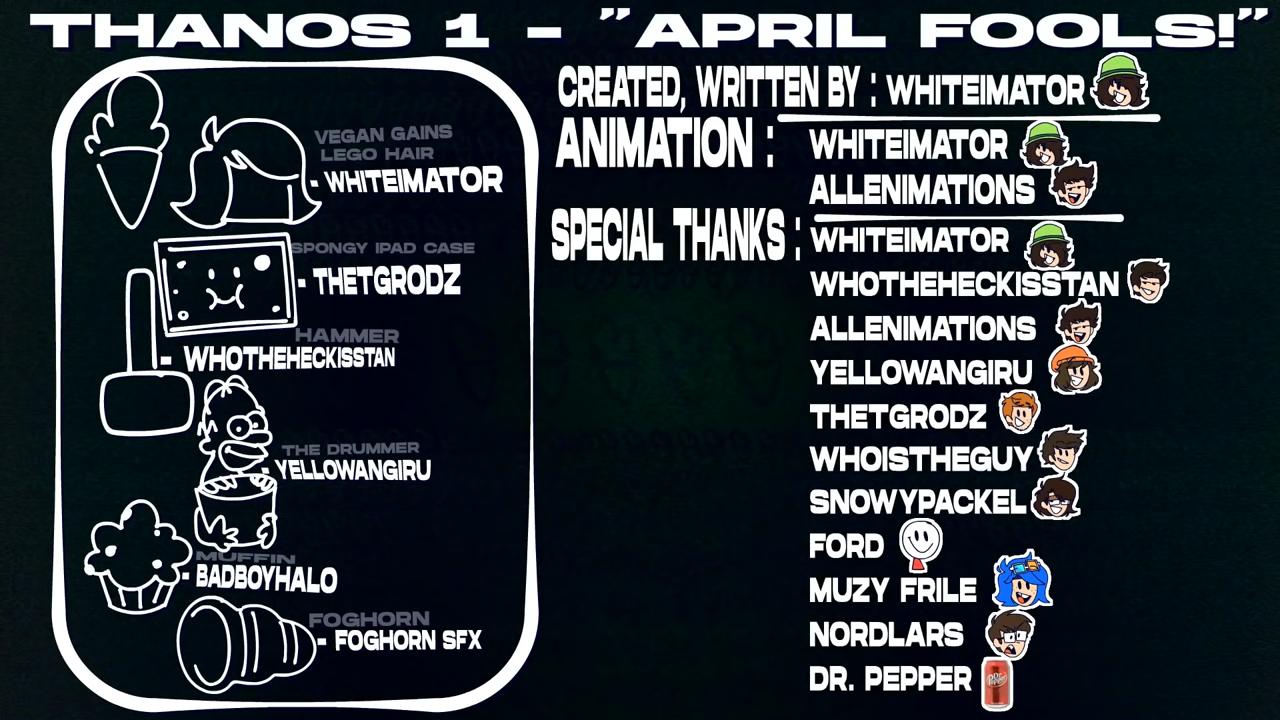 THANOS 1 - "APRIL FOOLS!"
VEGAN GAINS
LEGO HAIR
- WHITEIMATOR
SPONGY IPAD CASE
- THETGRODZ
HAMMER
- WHOTHEHECKISSTAN
THE DRUMMER
- YELLOWANGIRU
MUFFIN
- BADBOYHALO
FOGHORN
- FOGHORN SFX
CREATED, WRITTEN BY : WHITEIMATOR
ANIMATION :
WHITEIMATOR
ALLENIMATIONS
SPECIAL THANKS :
WHITEIMATOR
WHOTHEHECKISSTAN
ALLENIMATIONS
YELLOWANGIRU
THETGRODZ
WHOISTHEGUY
SNOWYPACKEL
FORD
MUZY FRILE
NORDLARS
DR. PEPPER
Dr Pepper